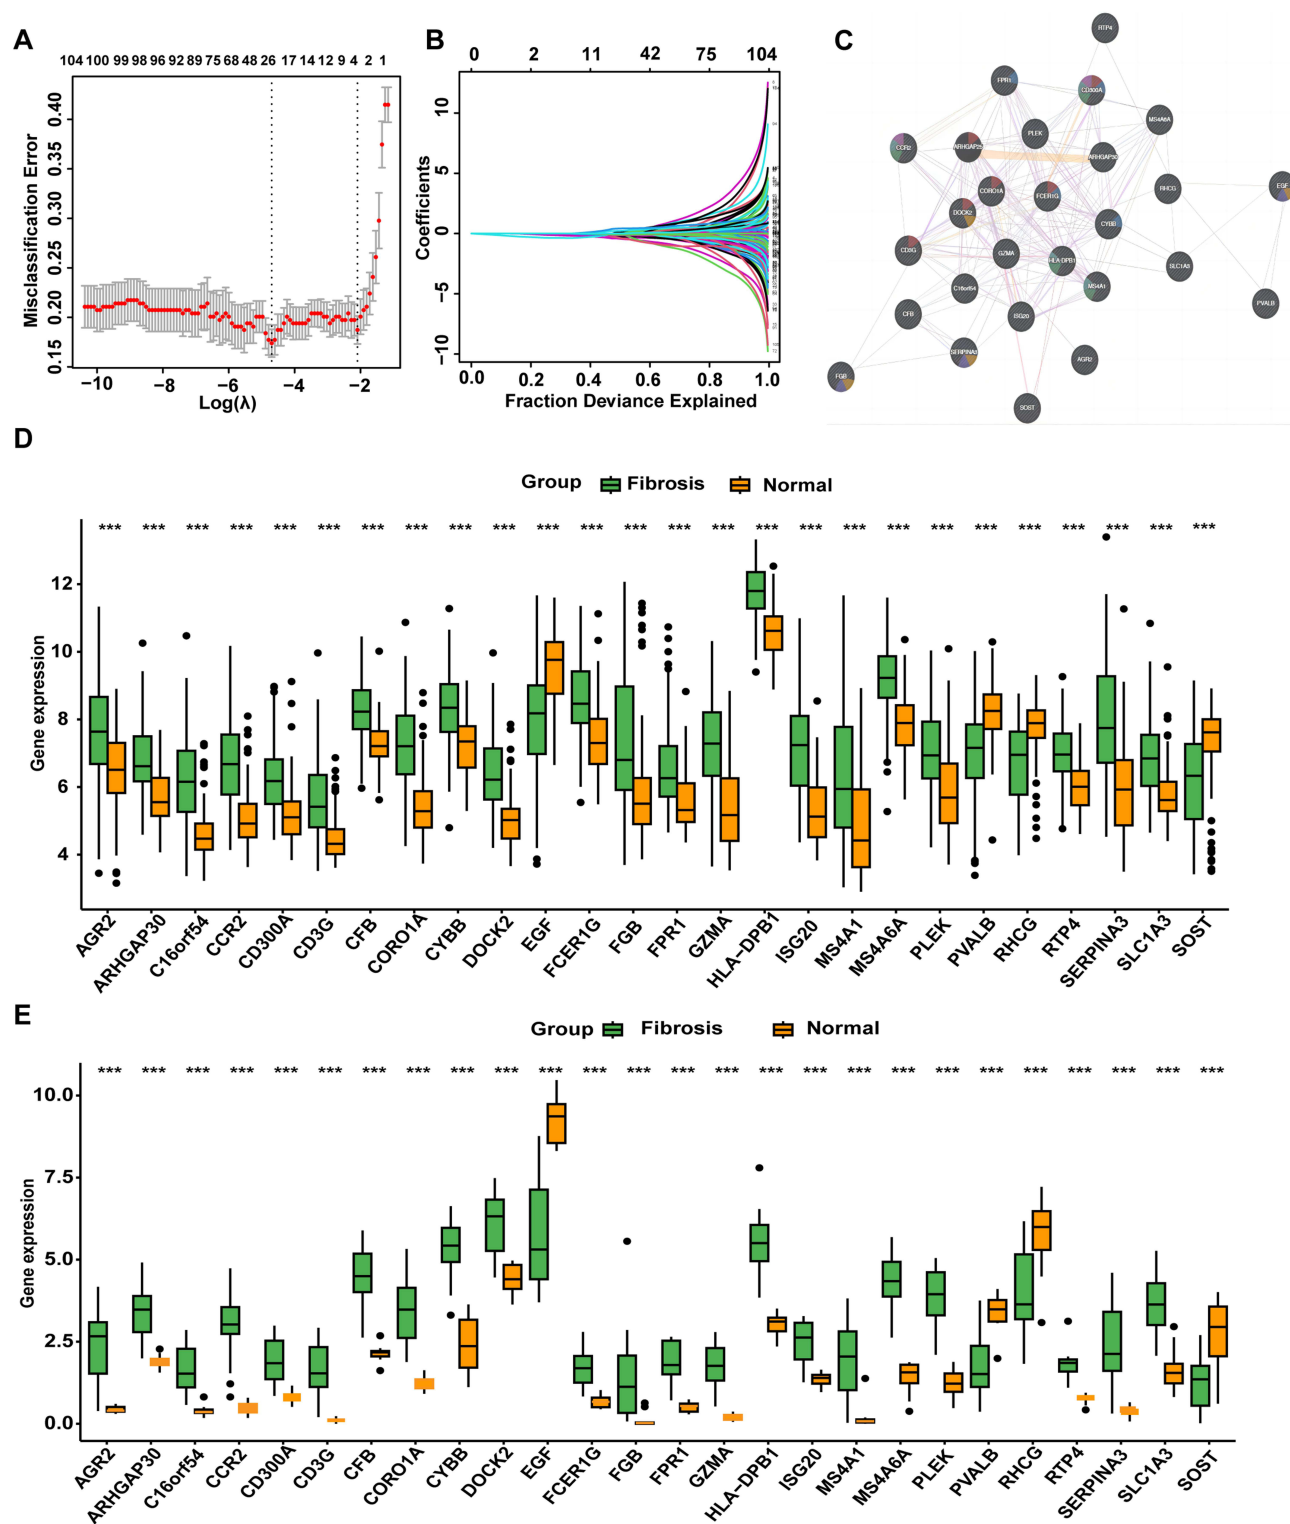 A
104 100 99 98 96 92 89 75 68 48 26 17 14 12 9 4 2 1
Misclassification Error
0.40
0.35
0.30
0.25
0.20
0.15
−10 −8 −6 −4 −2
Log(λ)
B
0 2 11 42 75 104
Coefficients
10
5
0
−5
−10
0.0 0.2 0.4 0.6 0.8 1.0
Fraction Deviance Explained
C
RTP4
FPR1
CD300A
MS4A6A
PLEK
CCR2
ARHGAP25
ARHGAP30
RHCG
EGF
CORO1A
FCER1G
DOCK2
CYBB
CD3G
GZMA
HLA-DPB1
SLC1A3
MS4A1
C16orf54
PVALB
CFB
ISG20
SERPINA3
AGR2
FGB
SOST
D
Group Fibrosis Normal
*** *** *** *** *** *** *** *** *** *** *** *** *** *** *** *** *** *** *** *** *** *** *** *** *** ***
Gene expression
12
10
8
6
4
AGR2 ARHGAP30 C16orf54 CCR2 CD300A CD3G CFB CORO1A CYBB DOCK2 EGF FCER1G FGB FPR1 GZMA HLA−DPB1 ISG20 MS4A1 MS4A6A PLEK PVALB RHCG RTP4 SERPINA3 SLC1A3 SOST
E
Group Fibrosis Normal
*** *** *** *** *** *** *** *** *** *** *** *** *** *** *** *** *** *** *** *** *** *** *** *** *** ***
Gene expression
10.0
7.5
5.0
2.5
0.0
AGR2 ARHGAP30 C16orf54 CCR2 CD300A CD3G CFB CORO1A CYBB DOCK2 EGF FCER1G FGB FPR1 GZMA HLA−DPB1 ISG20 MS4A1 MS4A6A PLEK PVALB RHCG RTP4 SERPINA3 SLC1A3 SOST